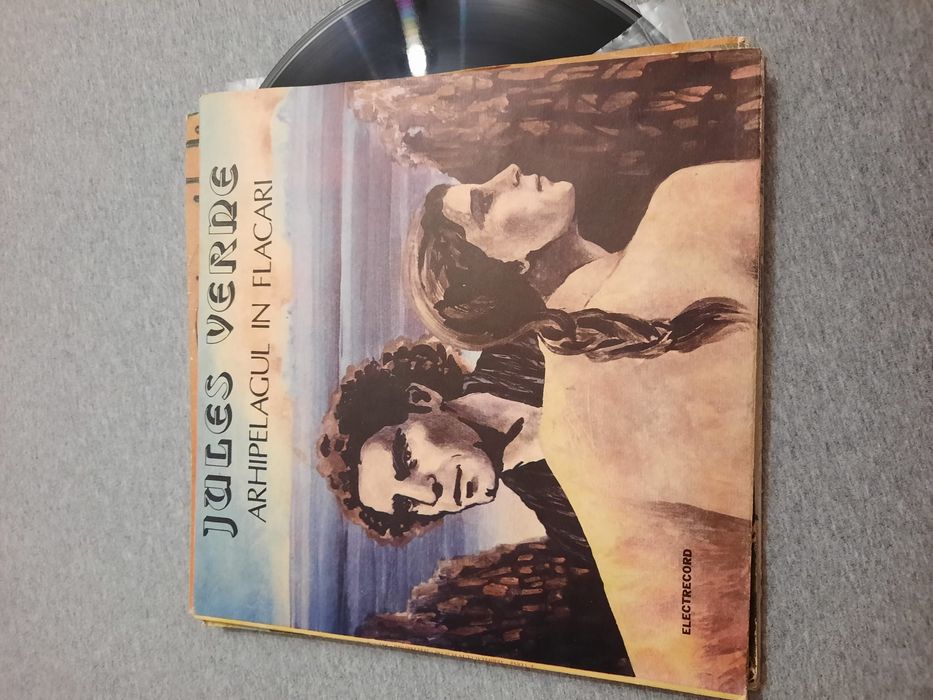 JULES VERNE
ARHIPELAGUL IN FLACARI
ELECTRECORD